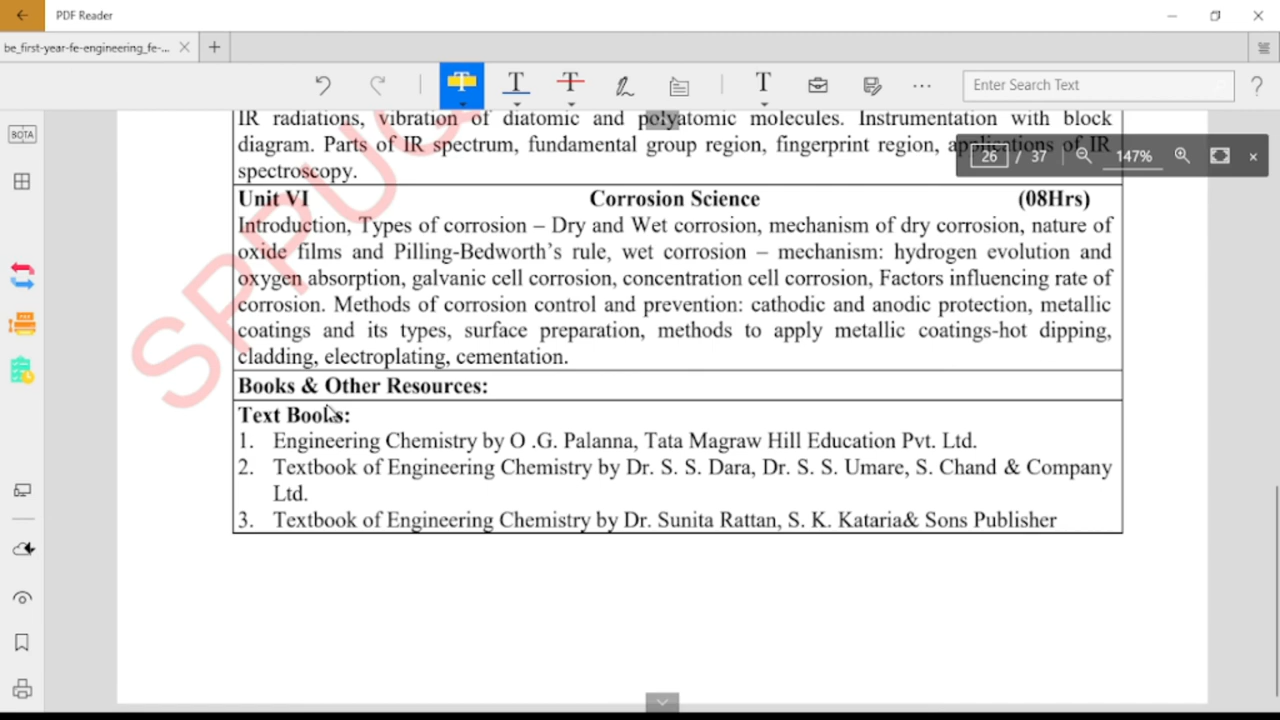 PDF Reader
be_first-year-fe-engineering_fe-...
Enter Search Text
BOTA
26 / 37
147%
IR radiations, vibration of diatomic and polyatomic molecules. Instrumentation with block
diagram. Parts of IR spectrum, fundamental group region, fingerprint region, applications of IR
spectroscopy.
Unit VI Corrosion Science (08Hrs)
Introduction, Types of corrosion – Dry and Wet corrosion, mechanism of dry corrosion, nature of
oxide films and Pilling-Bedworth's rule, wet corrosion – mechanism: hydrogen evolution and
oxygen absorption, galvanic cell corrosion, concentration cell corrosion, Factors influencing rate of
corrosion. Methods of corrosion control and prevention: cathodic and anodic protection, metallic
coatings and its types, surface preparation, methods to apply metallic coatings-hot dipping,
cladding, electroplating, cementation.
Books & Other Resources:
Text Books:
1. Engineering Chemistry by O .G. Palanna, Tata Magraw Hill Education Pvt. Ltd.
2. Textbook of Engineering Chemistry by Dr. S. S. Dara, Dr. S. S. Umare, S. Chand & Company
Ltd.
3. Textbook of Engineering Chemistry by Dr. Sunita Rattan, S. K. Kataria& Sons Publisher
SPPU